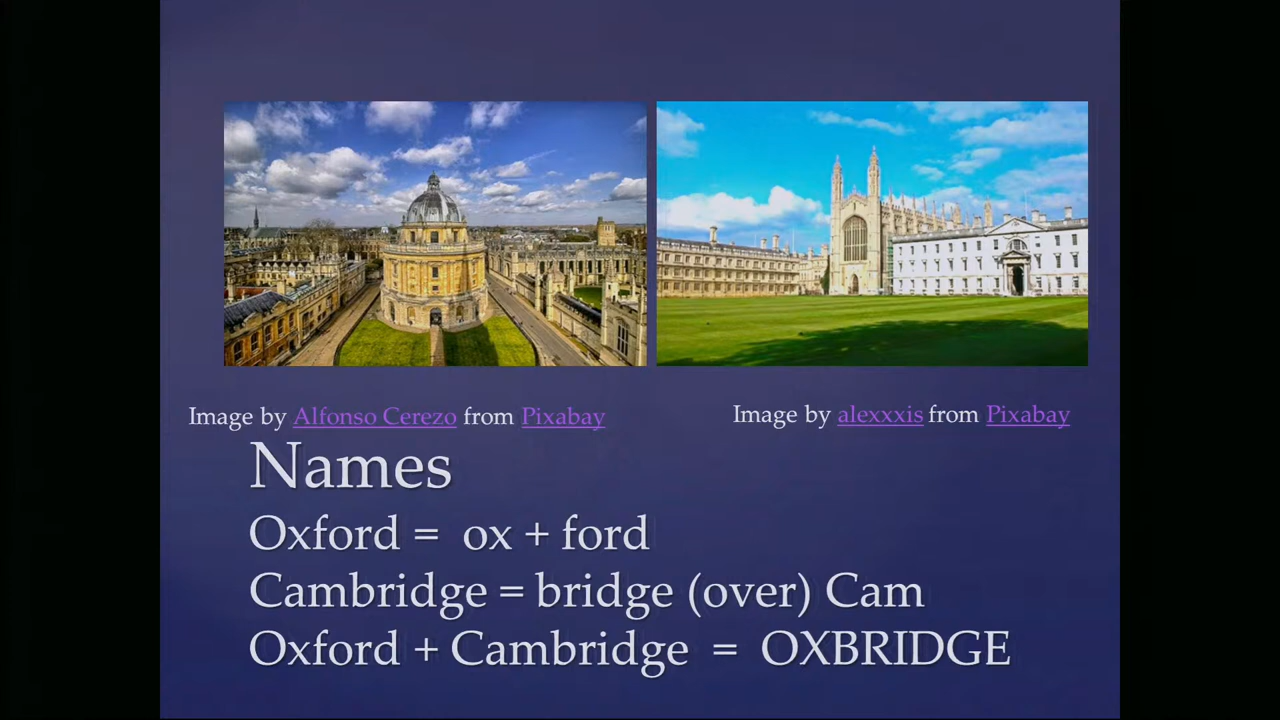 Image by Alfonso Cerezo from Pixabay
Image by alexxxis from Pixabay
Names
Oxford = ox + ford
Cambridge = bridge (over) Cam
Oxford + Cambridge = OXBRIDGE